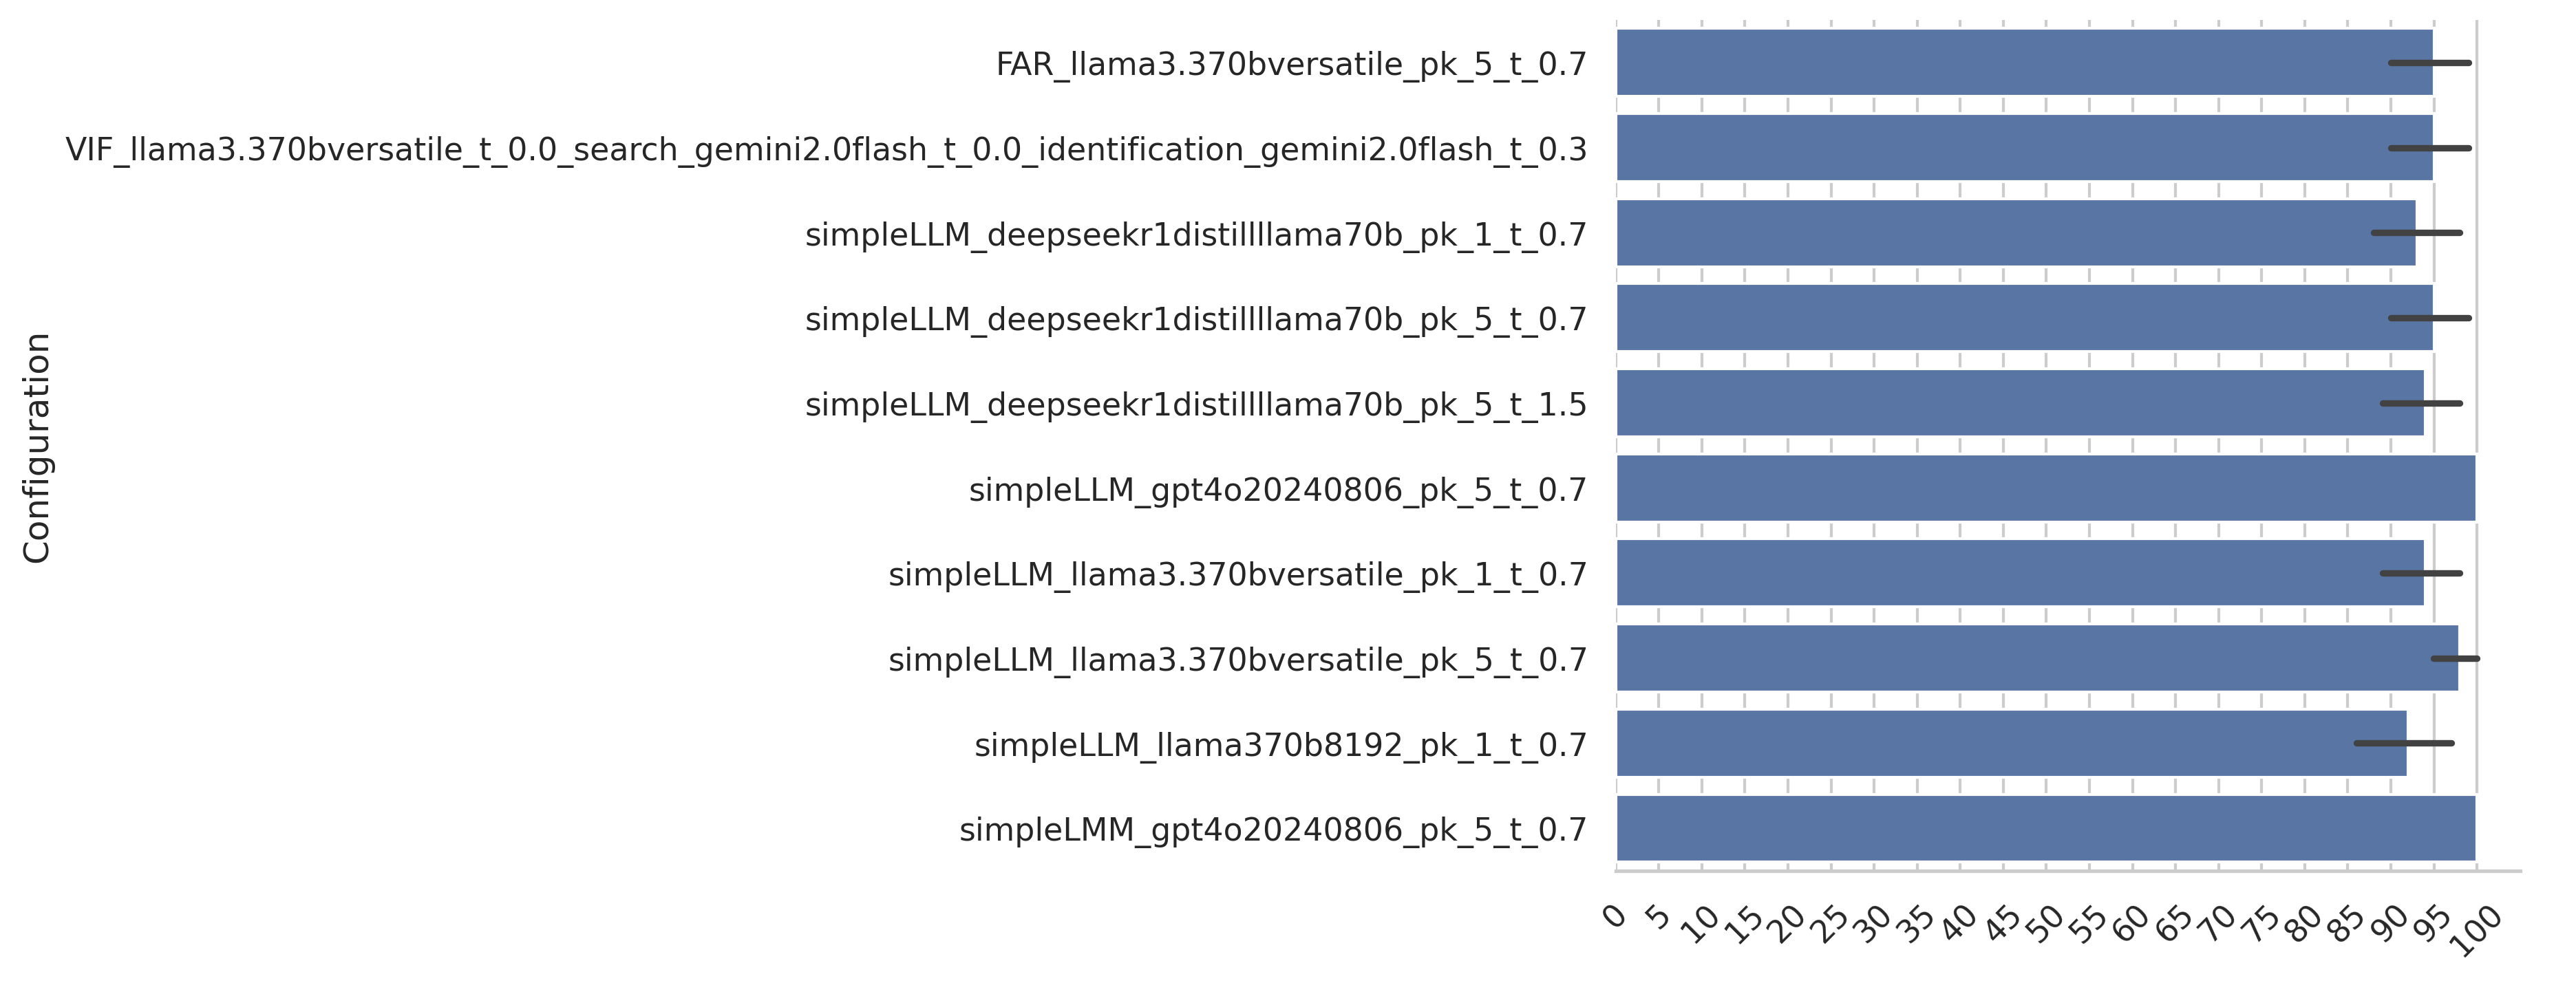 FAR_llama3.370bversatile_pk_5_t_0.7
VIF_llama3.370bversatile_t_0.0_search_gemini2.0flash_t_0.0_identification_gemini2.0flash_t_0.3
simpleLLM_deepseekr1distillllama70b_pk_1_t_0.7
simpleLLM_deepseekr1distillllama70b_pk_5_t_0.7
simpleLLM_deepseekr1distillllama70b_pk_5_t_1.5
simpleLLM_gpt4o20240806_pk_5_t_0.7
simpleLLM_llama3.370bversatile_pk_1_t_0.7
simpleLLM_llama3.370bversatile_pk_5_t_0.7
simpleLLM_llama370b8192_pk_1_t_0.7
simpleLMM_gpt4o20240806_pk_5_t_0.7
Configuration
0 5 10 15 20 25 30 35 40 45 50 55 60 65 70 75 80 85 90 95 100